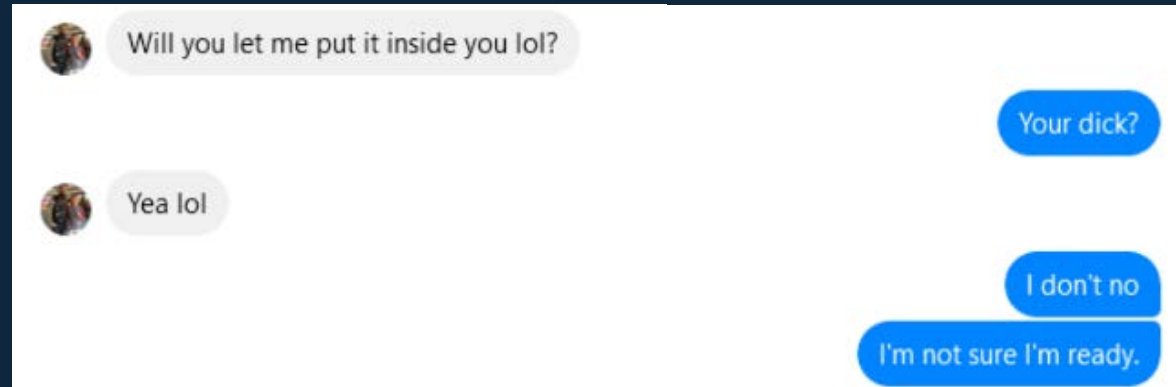 Will you let me put it inside you lol?
Your dick?
Yea lol
I don't no
I'm not sure I'm ready.